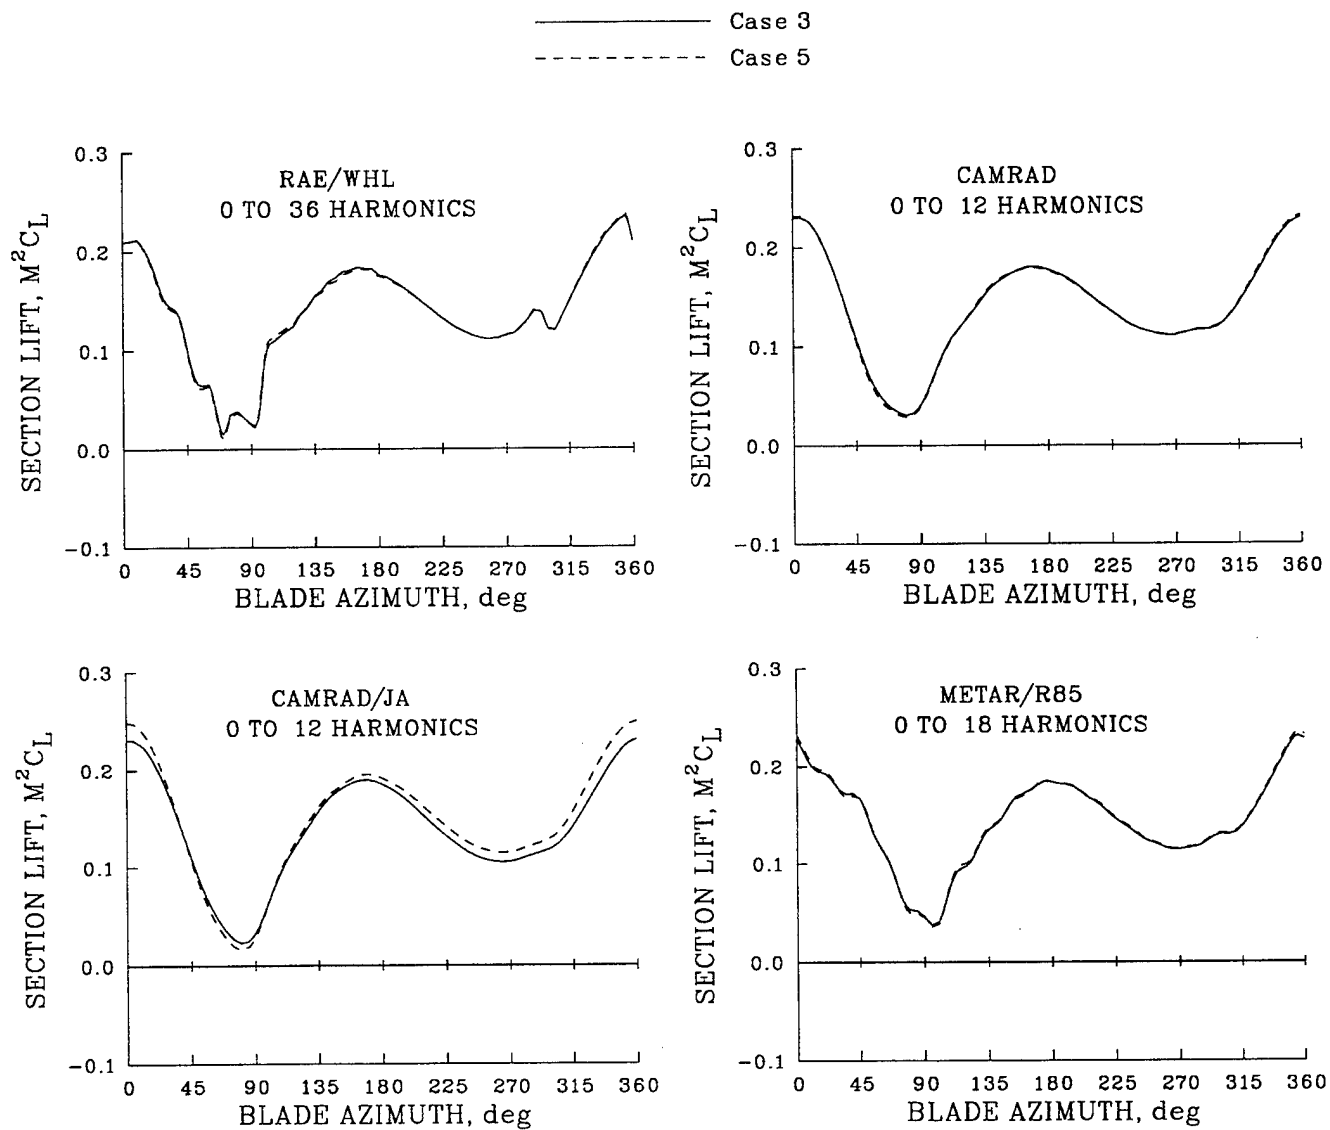 Case 3
Case 5
RAE/WHL
0 TO 36 HARMONICS
SECTION LIFT, M²C_L
0.3
0.2
0.1
0.0
−0.1
0 45 90 135 180 225 270 315 360
BLADE AZIMUTH, deg
CAMRAD
0 TO 12 HARMONICS
SECTION LIFT, M²C_L
0.3
0.2
0.1
0.0
−0.1
0 45 90 135 180 225 270 315 360
BLADE AZIMUTH, deg
CAMRAD/JA
0 TO 12 HARMONICS
SECTION LIFT, M²C_L
0.3
0.2
0.1
0.0
−0.1
0 45 90 135 180 225 270 315 360
BLADE AZIMUTH, deg
METAR/R85
0 TO 18 HARMONICS
SECTION LIFT, M²C_L
0.3
0.2
0.1
0.0
−0.1
0 45 90 135 180 225 270 315 360
BLADE AZIMUTH, deg